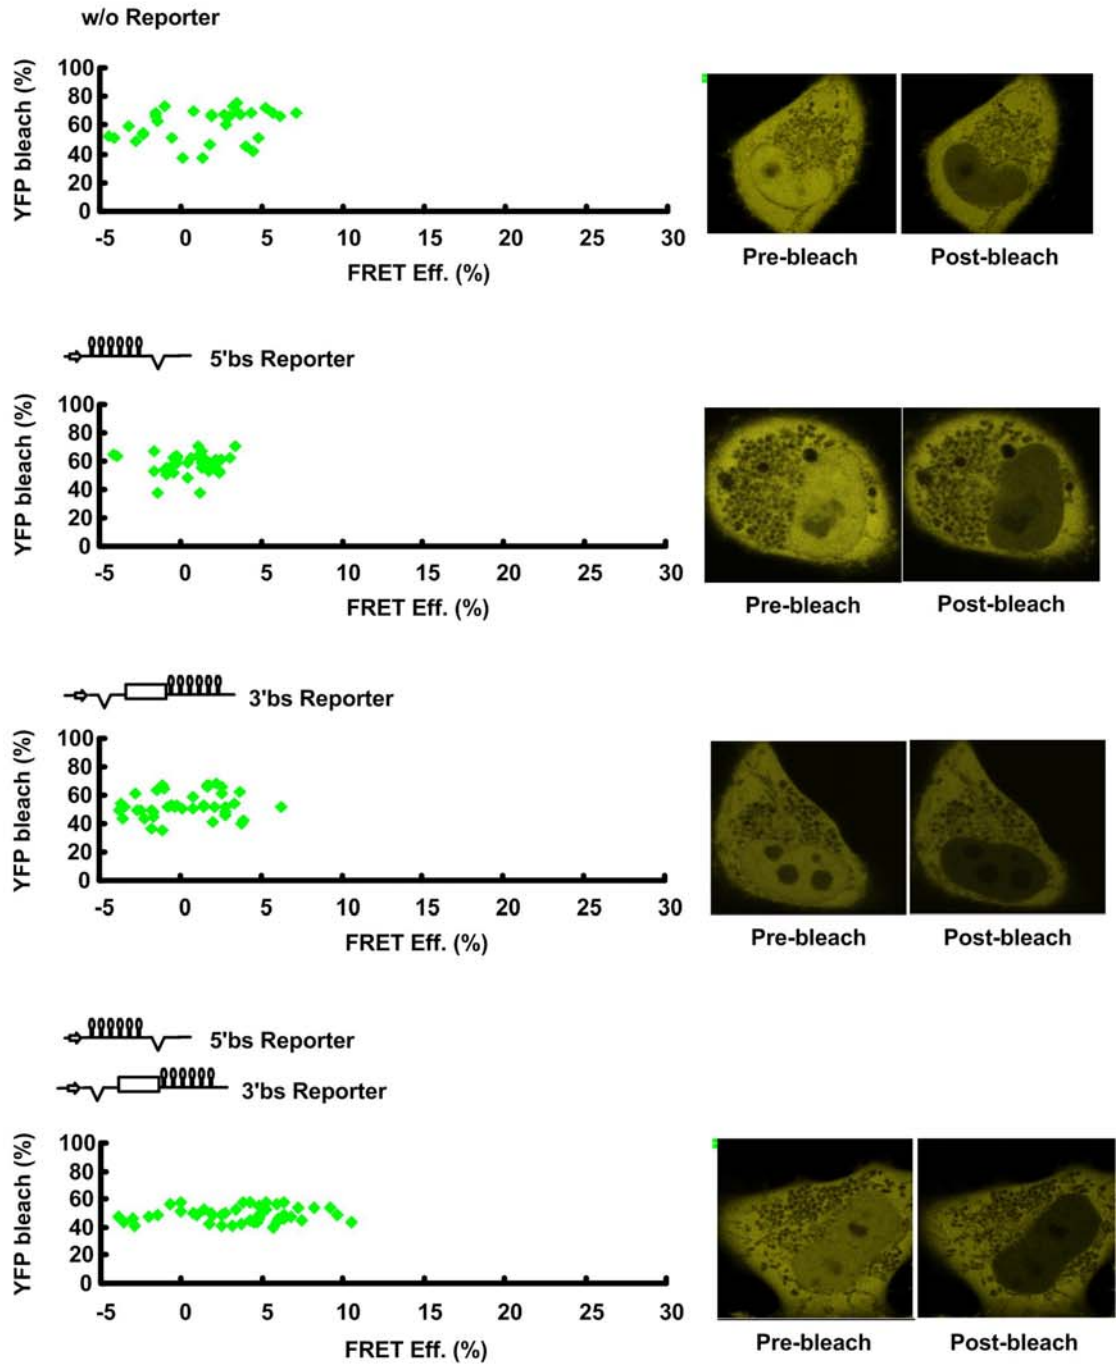 w/o Reporter
YFP bleach (%)
100
80
60
40
20
0
-5 0 5 10 15 20 25 30
FRET Eff. (%)
Pre-bleach Post-bleach
5'bs Reporter
YFP bleach (%)
100
80
60
40
20
0
-5 0 5 10 15 20 25 30
FRET Eff. (%)
Pre-bleach Post-bleach
3'bs Reporter
YFP bleach (%)
100
80
60
40
20
0
-5 0 5 10 15 20 25 30
FRET Eff. (%)
Pre-bleach Post-bleach
5'bs Reporter
3'bs Reporter
YFP bleach (%)
100
80
60
40
20
0
-5 0 5 10 15 20 25 30
FRET Eff. (%)
Pre-bleach Post-bleach